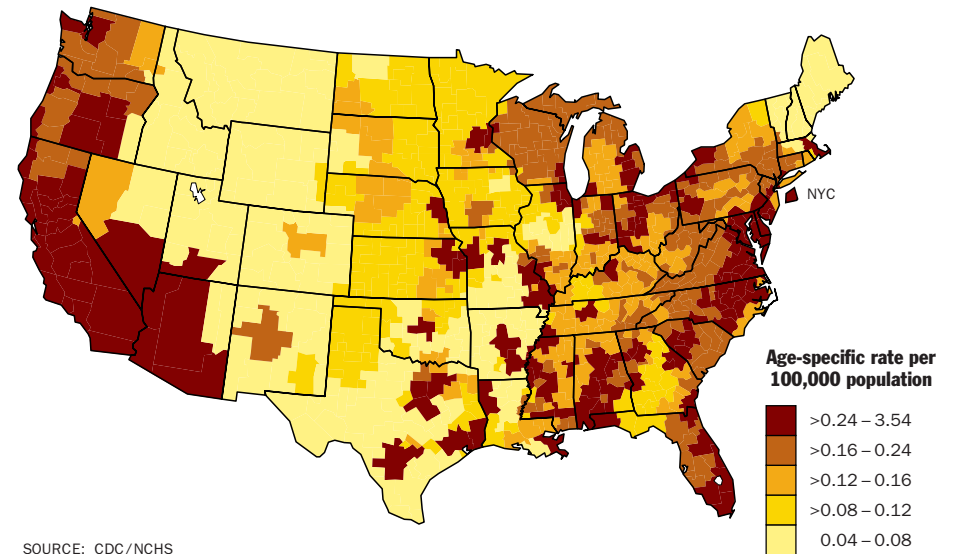 NYC
Age-specific rate per
100,000 population
>0.24 – 3.54
>0.16 – 0.24
>0.12 – 0.16
>0.08 – 0.12
0.04 – 0.08
SOURCE: CDC/NCHS